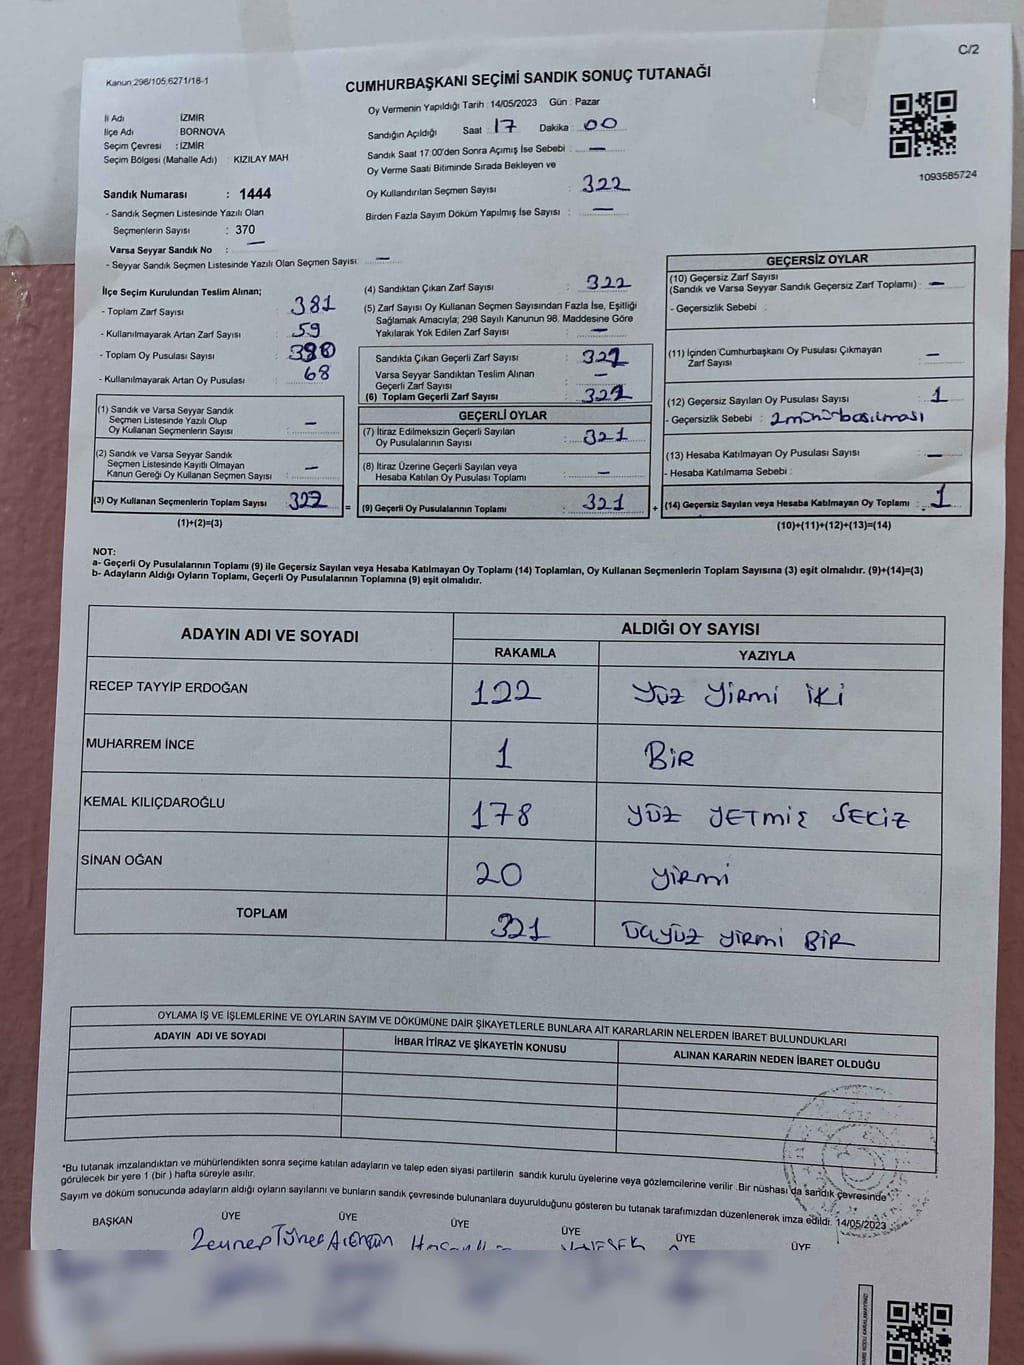 C/2
Kanun:298/105,6271/18-1
CUMHURBAŞKANI SEÇİMİ SANDIK SONUÇ TUTANAĞI
İl Adı : İZMİR
İlçe Adı : BORNOVA
Seçim Çevresi : İZMİR
Seçim Bölgesi (Mahalle Adı) : KIZILAY MAH
Sandık Numarası : 1444
- Sandık Seçmen Listesinde Yazılı Olan
Seçmenlerin Sayısı : 370
Varsa Seyyar Sandık No : —
- Seyyar Sandık Seçmen Listesinde Yazılı Olan Seçmen Sayısı: —
Oy Vermenin Yapıldığı Tarih : 14/05/2023 Gün : Pazar
Sandığın Açıldığı Saat : 17 Dakika : 00
Sandık Saat 17:00'den Sonra Açımış İse Sebebi : —
Oy Verme Saati Bitiminde Sırada Bekleyen ve
Oy Kullandırılan Seçmen Sayısı : 322
Birden Fazla Sayım Döküm Yapılmış İse Sayısı : —
1093585724
İlçe Seçim Kurulundan Teslim Alınan;
- Toplam Zarf Sayısı : 381
- Kullanılmayarak Artan Zarf Sayısı : 59
- Toplam Oy Pusulası Sayısı :
- Kullanılmayarak Artan Oy Pusulası : 68
(1) Sandık ve Varsa Seyyar Sandık
Seçmen Listesinde Yazılı Olup
Oy Kullanan Seçmenlerin Sayısı : —
(2) Sandık ve Varsa Seyyar Sandık
Seçmen Listesinde Kayıtlı Olmayan
Kanun Gereği Oy Kullanan Seçmen Sayısı : —
(3) Oy Kullanan Seçmenlerin Toplam Sayısı 322 =
(1)+(2)=(3)
(4) Sandıktan Çıkan Zarf Sayısı : 322
(5) Zarf Sayısı Oy Kullanan Seçmen Sayısından Fazla İse, Eşitliği
Sağlamak Amacıyla; 298 Sayılı Kanunun 98. Maddesine Göre
Yakılarak Yok Edilen Zarf Sayısı : —
Sandıkta Çıkan Geçerli Zarf Sayısı : 322
Varsa Seyyar Sandıktan Teslim Alınan
Geçerli Zarf Sayısı : —
(6) Toplam Geçerli Zarf Sayısı : 322
GEÇERLİ OYLAR
(7) İtiraz Edilmeksizin Geçerli Sayılan
Oy Pusulalarının Sayısı : 321
(8) İtiraz Üzerine Geçerli Sayılan veya
Hesaba Katılan Oy Pusulası Toplamı : —
(9) Geçerli Oy Pusulalarının Toplamı : 321 +
GEÇERSİZ OYLAR
(10) Geçersiz Zarf Sayısı
(Sandık ve Varsa Seyyar Sandık Geçersiz Zarf Toplamı) : —
- Geçersizlik Sebebi :
(11) İçinden Cumhurbaşkanı Oy Pusulası Çıkmayan
Zarf Sayısı : —
(12) Geçersiz Sayılan Oy Pusulası Sayısı : 1
- Geçersizlik Sebebi : 2 mühür basılması
(13) Hesaba Katılmayan Oy Pusulası Sayısı : —
- Hesaba Katılmama Sebebi :
(14) Geçersiz Sayılan veya Hesaba Katılmayan Oy Toplamı : 1
(10)+(11)+(12)+(13)=(14)
NOT:
a- Geçerli Oy Pusulalarının Toplamı (9) ile Geçersiz Sayılan veya Hesaba Katılmayan Oy Toplamı (14) Toplamları, Oy Kullanan Seçmenlerin Toplam Sayısına (3) eşit olmalıdır. (9)+(14)=(3)
b- Adayların Aldığı Oyların Toplamı, Geçerli Oy Pusulalarının Toplamına (9) eşit olmalıdır.
ADAYIN ADI VE SOYADI
ALDIĞI OY SAYISI
RAKAMLA YAZIYLA
RECEP TAYYİP ERDOĞAN 122 YÜZ YİRMİ İKİ
MUHARREM İNCE 1 BİR
KEMAL KILIÇDAROĞLU 178 YÜZ YETMİŞ SEKİZ
SİNAN OĞAN 20 YİRMİ
TOPLAM 321 ÜÇYÜZ YİRMİ BİR
OYLAMA İŞ VE İŞLEMLERİNE VE OYLARIN SAYIM VE DÖKÜMÜNE DAİR ŞİKAYETLERLE BUNLARA AİT KARARLARIN NELERDEN İBARET BULUNDUKLARI
ADAYIN ADI VE SOYADI İHBAR İTİRAZ VE ŞİKAYETİN KONUSU ALINAN KARARIN NEDEN İBARET OLDUĞU
*Bu tutanak imzalandıktan ve mühürlendikten sonra seçime katılan adayların ve talep eden siyasi partilerin sandık kurulu üyelerine veya gözlemcilerine verilir .Bir nüshası da sandık çevresinde
görülecek bir yere 1 (bir ) hafta süreyle asılır.
Sayım ve döküm sonucunda adayların aldığı oyların sayılarını ve bunların sandık çevresinde bulunanlara duyurulduğunu gösteren bu tutanak tarafımızdan düzenlenerek imza edildi. 14/05/2023
BAŞKAN ÜYE ÜYE ÜYE ÜYE ÜYE ÜYE
Zeynep